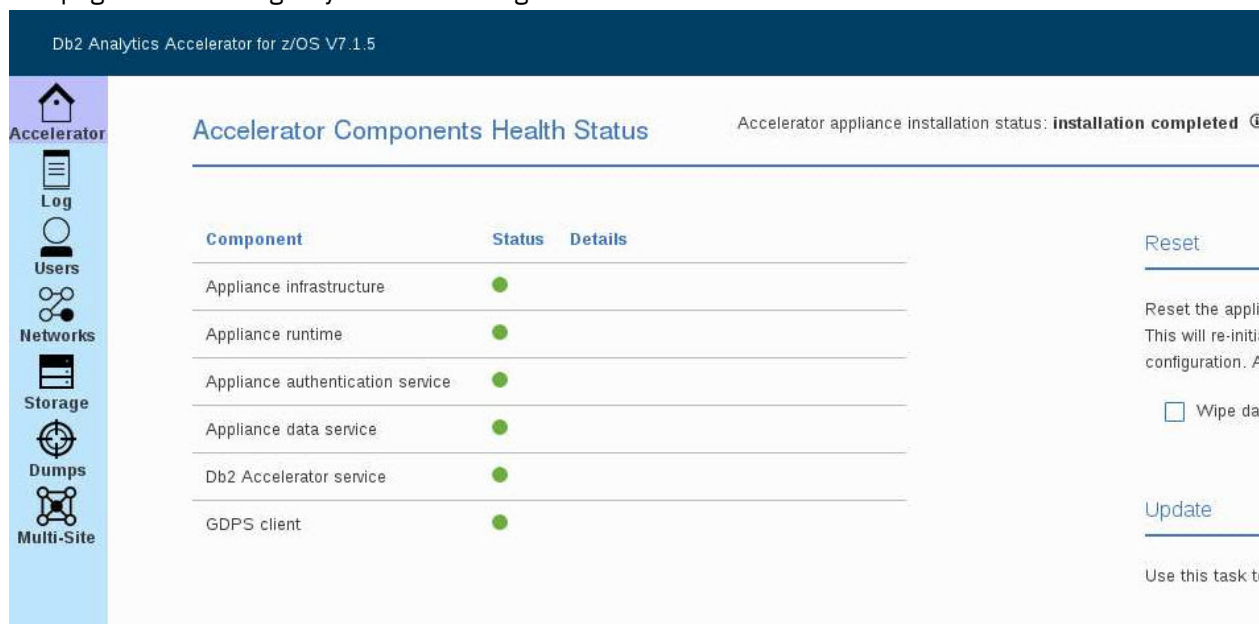 Db2 Analytics Accelerator for z/OS V7.1.5
Accelerator
Log
Users
Networks
Storage
Dumps
Multi-Site
Accelerator Components Health Status
Accelerator appliance installation status: installation completed
Component Status Details
Appliance infrastructure
Appliance runtime
Appliance authentication service
Appliance data service
Db2 Accelerator service
GDPS client
Reset
Reset the appli
This will re-initi
configuration. A
Wipe da
Update
Use this task t